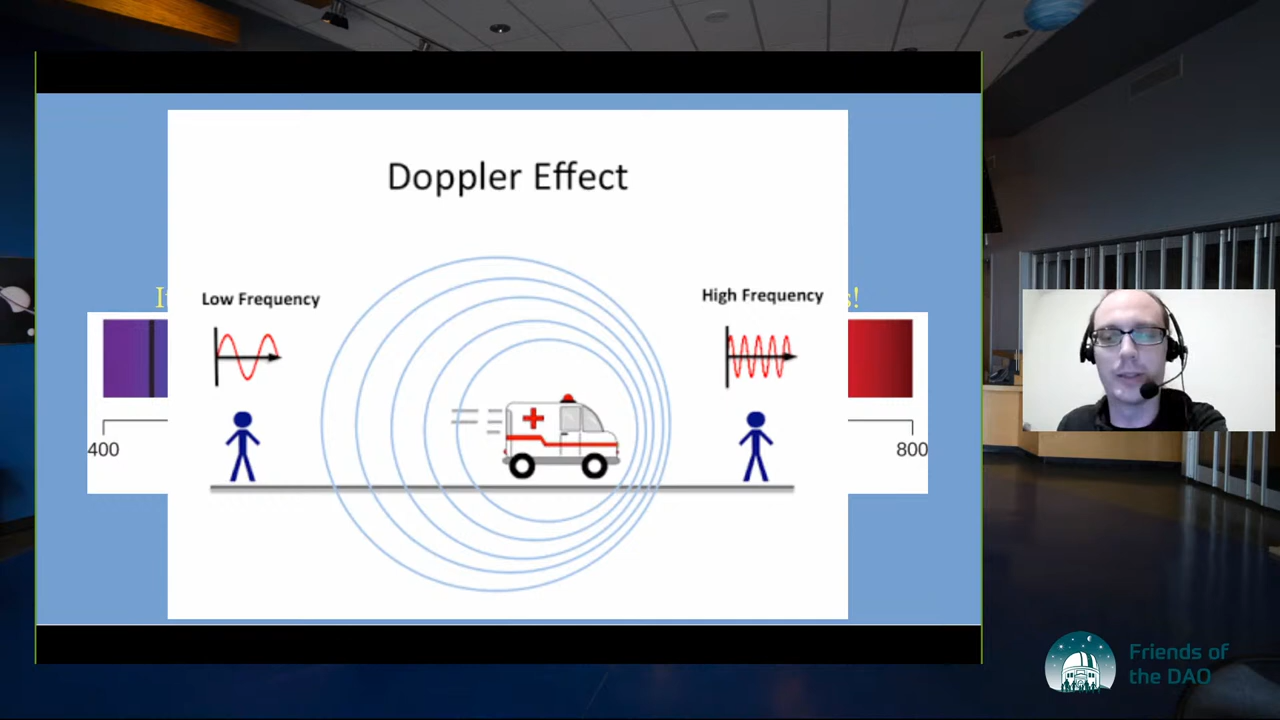 Doppler Effect
Low Frequency
High Frequency
s!
400
800
Friends of
the DAO